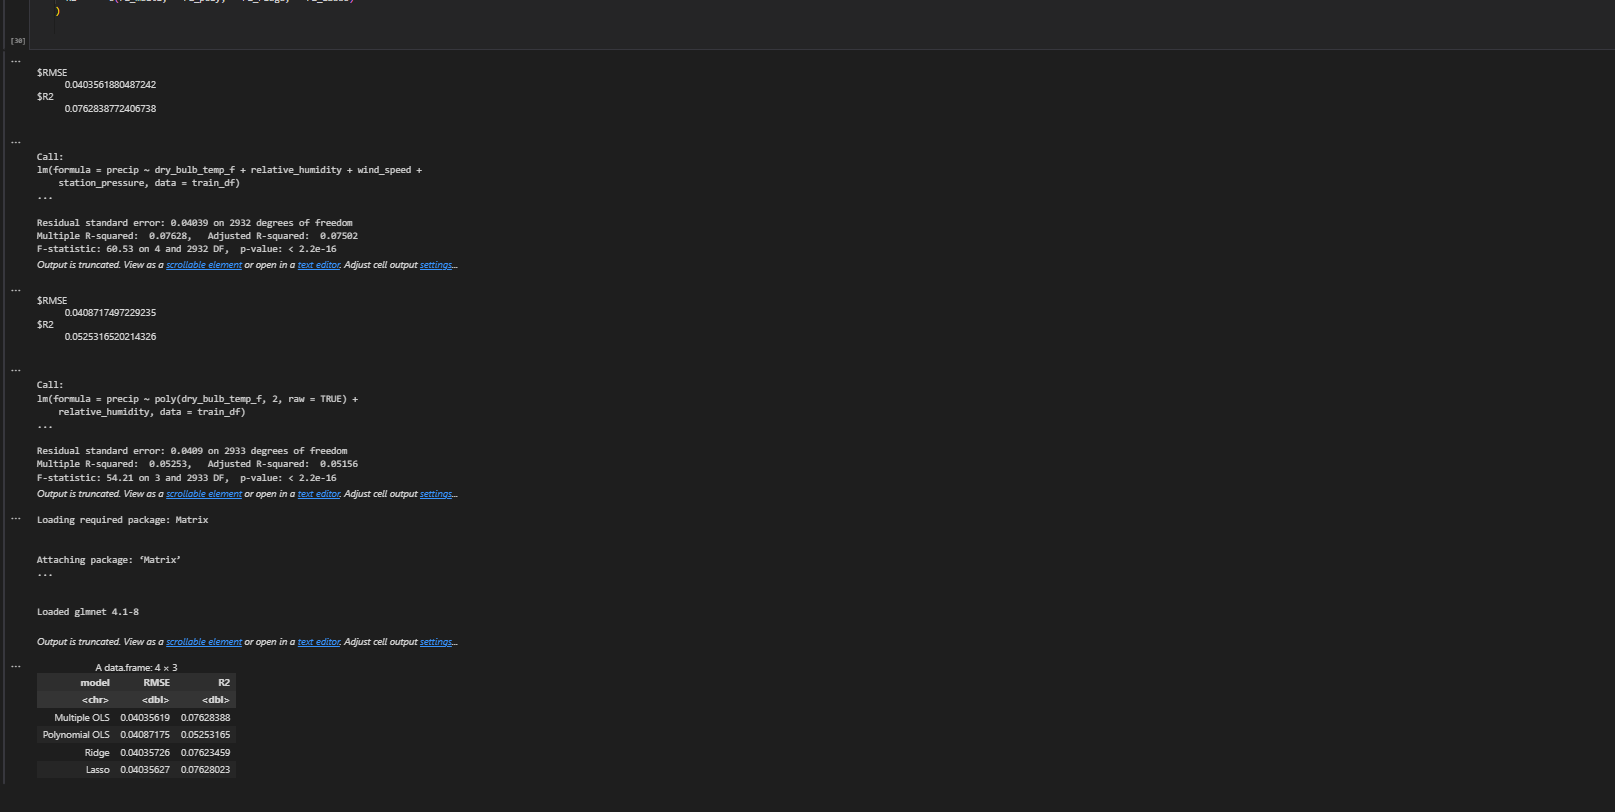 )
[30]
...
$RMSE
0.0403561880487242
$R2
0.0762838772406738
...
Call:
lm(formula = precip ~ dry_bulb_temp_f + relative_humidity + wind_speed +
station_pressure, data = train_df)
...
Residual standard error: 0.04039 on 2932 degrees of freedom
Multiple R-squared:  0.07628,   Adjusted R-squared:  0.07502
F-statistic: 60.53 on 4 and 2932 DF,  p-value: < 2.2e-16
Output is truncated. View as a scrollable element or open in a text editor. Adjust cell output settings...
...
$RMSE
0.0408717497229235
$R2
0.0525316520214326
...
Call:
lm(formula = precip ~ poly(dry_bulb_temp_f, 2, raw = TRUE) +
relative_humidity, data = train_df)
...
Residual standard error: 0.0409 on 2933 degrees of freedom
Multiple R-squared:  0.05253,   Adjusted R-squared:  0.05156
F-statistic: 54.21 on 3 and 2933 DF,  p-value: < 2.2e-16
Output is truncated. View as a scrollable element or open in a text editor. Adjust cell output settings...
... Loading required package: Matrix
Attaching package: ‘Matrix’
...
Loaded glmnet 4.1-8
Output is truncated. View as a scrollable element or open in a text editor. Adjust cell output settings...
...
A data.frame: 4 × 3
model RMSE R2
<chr> <dbl> <dbl>
Multiple OLS 0.04035619 0.07628388
Polynomial OLS 0.04087175 0.05253165
Ridge 0.04035726 0.07623459
Lasso 0.04035627 0.07628023